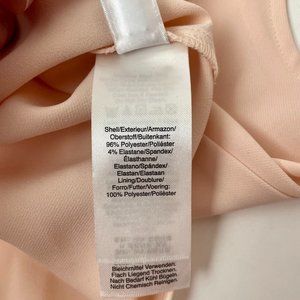 Shell/Exterieur/Armazon/
Oberstoff/Buitenkant:
96% Polyester/Poliéster
4% Elastane/Spandex/
Élasthanne/
Elastano/Spandex/
Elastan/Elastaan
Lining/Doublure/
Forro/Futter/Voering:
100% Polyester/Poliéster
Bleichmittel Verwenden.
Flach Liegend Trocknen.
Nach Bedarf Kühl Bügeln.
Nicht Chemisch Reinigen.